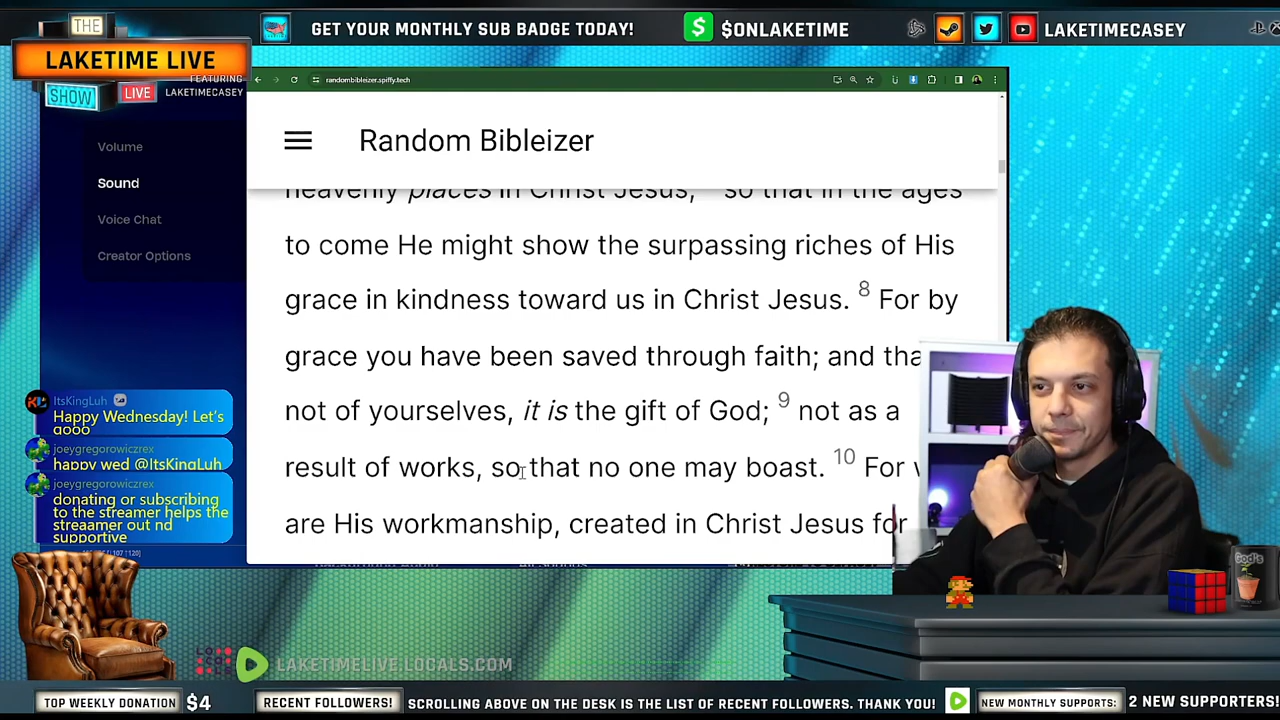 THE
LAKETIME LIVE
FEATURING
LAKETIMECASEY
SHOW
LIVE
GET YOUR MONTHLY SUB BADGE TODAY!
$ONLAKETIME
LAKETIMECASEY
randombibleizer.spiffy.tech
Volume
Sound
Voice Chat
Creator Options
Random Bibleizer
heavenly places in Christ Jesus, so that in the ages
to come He might show the surpassing riches of His
grace in kindness toward us in Christ Jesus. 8 For by
grace you have been saved through faith; and tha
not of yourselves, it is the gift of God; 9 not as a
result of works, so that no one may boast. 10 For
are His workmanship, created in Christ Jesus for
ItsKingLuh
Happy Wednesday! Let's
gooo
joeygregorowiczrex
happy wed @ItsKingLuh
joeygregorowiczrex
donating or subscribing
to the streamer helps the
streaamer out nd
supportive
God's
LAKETIMELIVE.LOCALS.COM
TOP WEEKLY DONATION
$4
RECENT FOLLOWERS!
SCROLLING ABOVE ON THE DESK IS THE LIST OF RECENT FOLLOWERS. THANK YOU!
NEW MONTHLY SUPPORTS:
2 NEW SUPPORTERS!